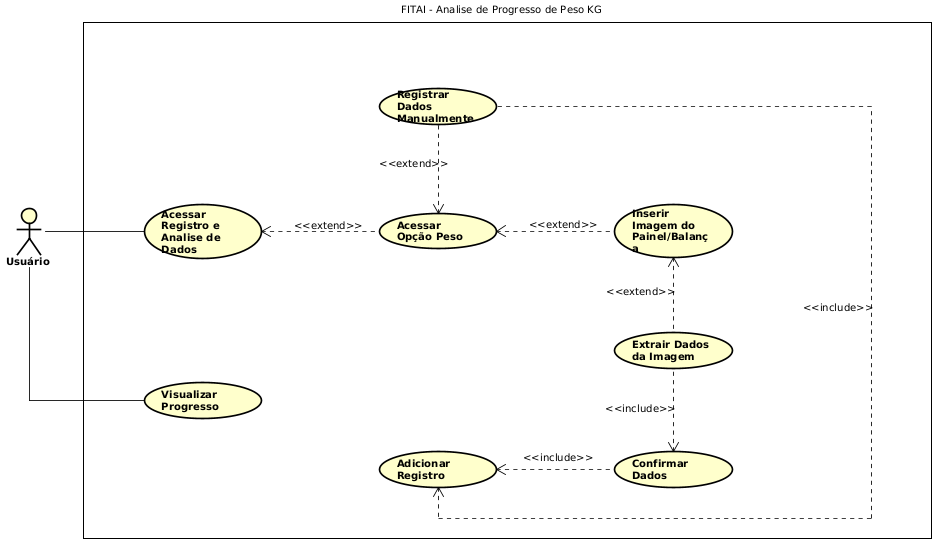 FITAI - Analise de Progresso de Peso KG
Registrar
Dados
Manualmente
<<extend>>
Acessar
Registro e
Analise de
Dados
<<extend>>
Acessar
Opção Peso
<<extend>>
Inserir
Imagem do
Painel/Balanç
a
Usuário
<<extend>>
<<include>>
Extrair Dados
da Imagem
Visualizar
Progresso
<<include>>
Adicionar
Registro
<<include>>
Confirmar
Dados